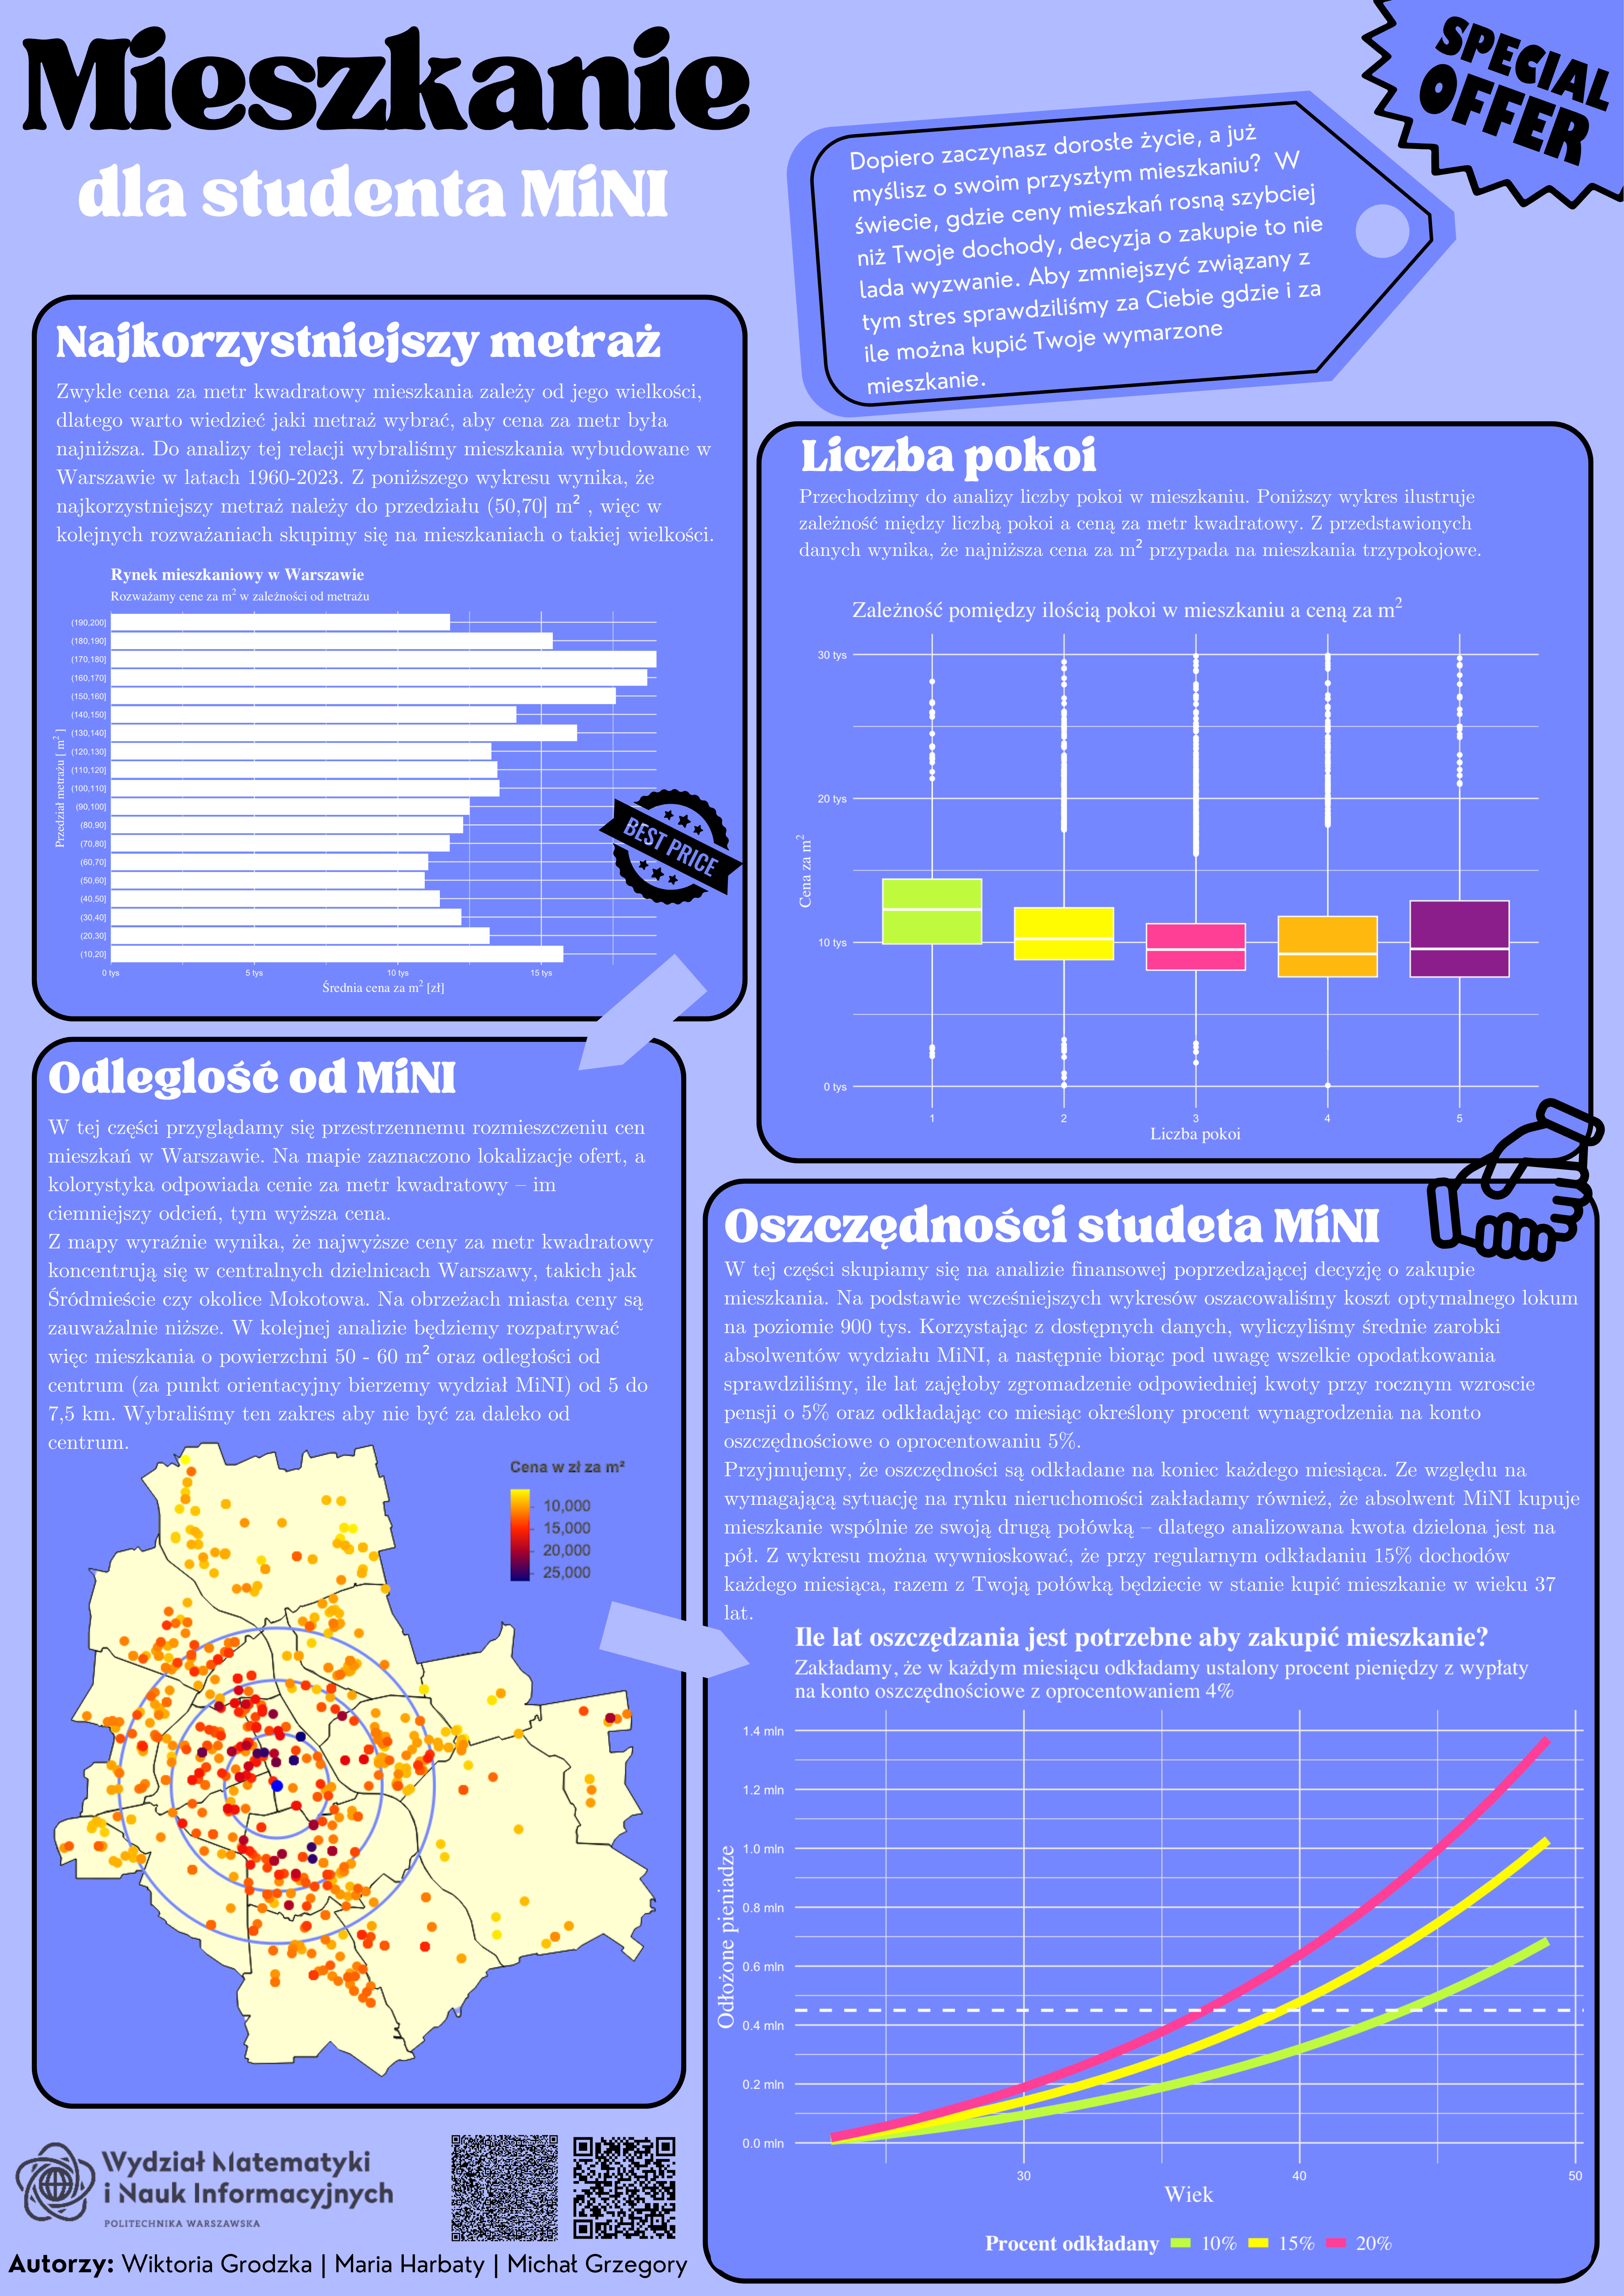 Mieszkanie
dla studenta MiNI
SPECIAL
OFFER
Dopiero zaczynasz dorosłe życie, a już
myślisz o swoim przyszłym mieszkaniu? W
świecie, gdzie ceny mieszkań rosną szybciej
niż Twoje dochody, decyzja o zakupie to nie
lada wyzwanie. Aby zmniejszyć związany z
tym stres sprawdziliśmy za Ciebie gdzie i za
ile można kupić Twoje wymarzone
mieszkanie.
Najkorzystniejszy metraż
Zwykle cena za metr kwadratowy mieszkania zależy od jego wielkości,
dlatego warto wiedzieć jaki metraż wybrać, aby cena za metr była
najniższa. Do analizy tej relacji wybraliśmy mieszkania wybudowane w
Warszawie w latach 1960-2023. Z poniższego wykresu wynika, że
najkorzystniejszy metraż należy do przedziału (50,70] m² , więc w
kolejnych rozważaniach skupimy się na mieszkaniach o takiej wielkości.
Rynek mieszkaniowy w Warszawie
Rozważamy cene za m² w zależności od metrażu
Przedział metrażu [ m² ]
(190,200]
(180,190]
(170,180]
(160,170]
(150,160]
(140,150]
(130,140]
(120,130]
(110,120]
(100,110]
(90,100]
(80,90]
(70,80]
(60,70]
(50,60]
(40,50]
(30,40]
(20,30]
(10,20]
0 tys 5 tys 10 tys 15 tys
Średnia cena za m² [zł]
BEST PRICE
Liczba pokoi
Przechodzimy do analizy liczby pokoi w mieszkaniu. Poniższy wykres ilustruje
zależność między liczbą pokoi a ceną za metr kwadratowy. Z przedstawionych
danych wynika, że najniższa cena za m² przypada na mieszkania trzypokojowe.
Zależność pomiędzy ilością pokoi w mieszkaniu a ceną za m²
Cena za m²
30 tys
20 tys
10 tys
0 tys
1 2 3 4 5
Liczba pokoi
Odleglość od MiNI
W tej części przyglądamy się przestrzennemu rozmieszczeniu cen
mieszkań w Warszawie. Na mapie zaznaczono lokalizacje ofert, a
kolorystyka odpowiada cenie za metr kwadratowy – im
ciemniejszy odcień, tym wyższa cena.
Z mapy wyraźnie wynika, że najwyższe ceny za metr kwadratowy
koncentrują się w centralnych dzielnicach Warszawy, takich jak
Śródmieście czy okolice Mokotowa. Na obrzeżach miasta ceny są
zauważalnie niższe. W kolejnej analizie będziemy rozpatrywać
więc mieszkania o powierzchni 50 - 60 m² oraz odległości od
centrum (za punkt orientacyjny bierzemy wydział MiNI) od 5 do
7,5 km. Wybraliśmy ten zakres aby nie być za daleko od
centrum.
Cena w zł za m²
10,000
15,000
20,000
25,000
Oszczędności studeta MiNI
W tej części skupiamy się na analizie finansowej poprzedzającej decyzję o zakupie
mieszkania. Na podstawie wcześniejszych wykresów oszacowaliśmy koszt optymalnego lokum
na poziomie 900 tys. Korzystając z dostępnych danych, wyliczyliśmy średnie zarobki
absolwentów wydziału MiNI, a następnie biorąc pod uwagę wszelkie opodatkowania
sprawdziliśmy, ile lat zajęłoby zgromadzenie odpowiedniej kwoty przy rocznym wzroscie
pensji o 5% oraz odkładając co miesiąc określony procent wynagrodzenia na konto
oszczędnościowe o oprocentowaniu 5%.
Przyjmujemy, że oszczędności są odkładane na koniec każdego miesiąca. Ze względu na
wymagającą sytuację na rynku nieruchomości zakładamy również, że absolwent MiNI kupuje
mieszkanie wspólnie ze swoją drugą połówką – dlatego analizowana kwota dzielona jest na
pół. Z wykresu można wywnioskować, że przy regularnym odkładaniu 15% dochodów
każdego miesiąca, razem z Twoją połówką będziecie w stanie kupić mieszkanie w wieku 37
lat.
Ile lat oszczędzania jest potrzebne aby zakupić mieszkanie?
Zakładamy, że w każdym miesiącu odkładamy ustalony procent pieniędzy z wypłaty
na konto oszczędnościowe z oprocentowaniem 4%
Odłożone pieniadze
1.4 mln
1.2 mln
1.0 mln
0.8 mln
0.6 mln
0.4 mln
0.2 mln
0.0 mln
30 40 50
Wiek
Procent odkładany 10% 15% 20%
Wydział Matematyki
i Nauk Informacyjnych
POLITECHNIKA WARSZAWSKA
Autorzy: Wiktoria Grodzka | Maria Harbaty | Michał Grzegory